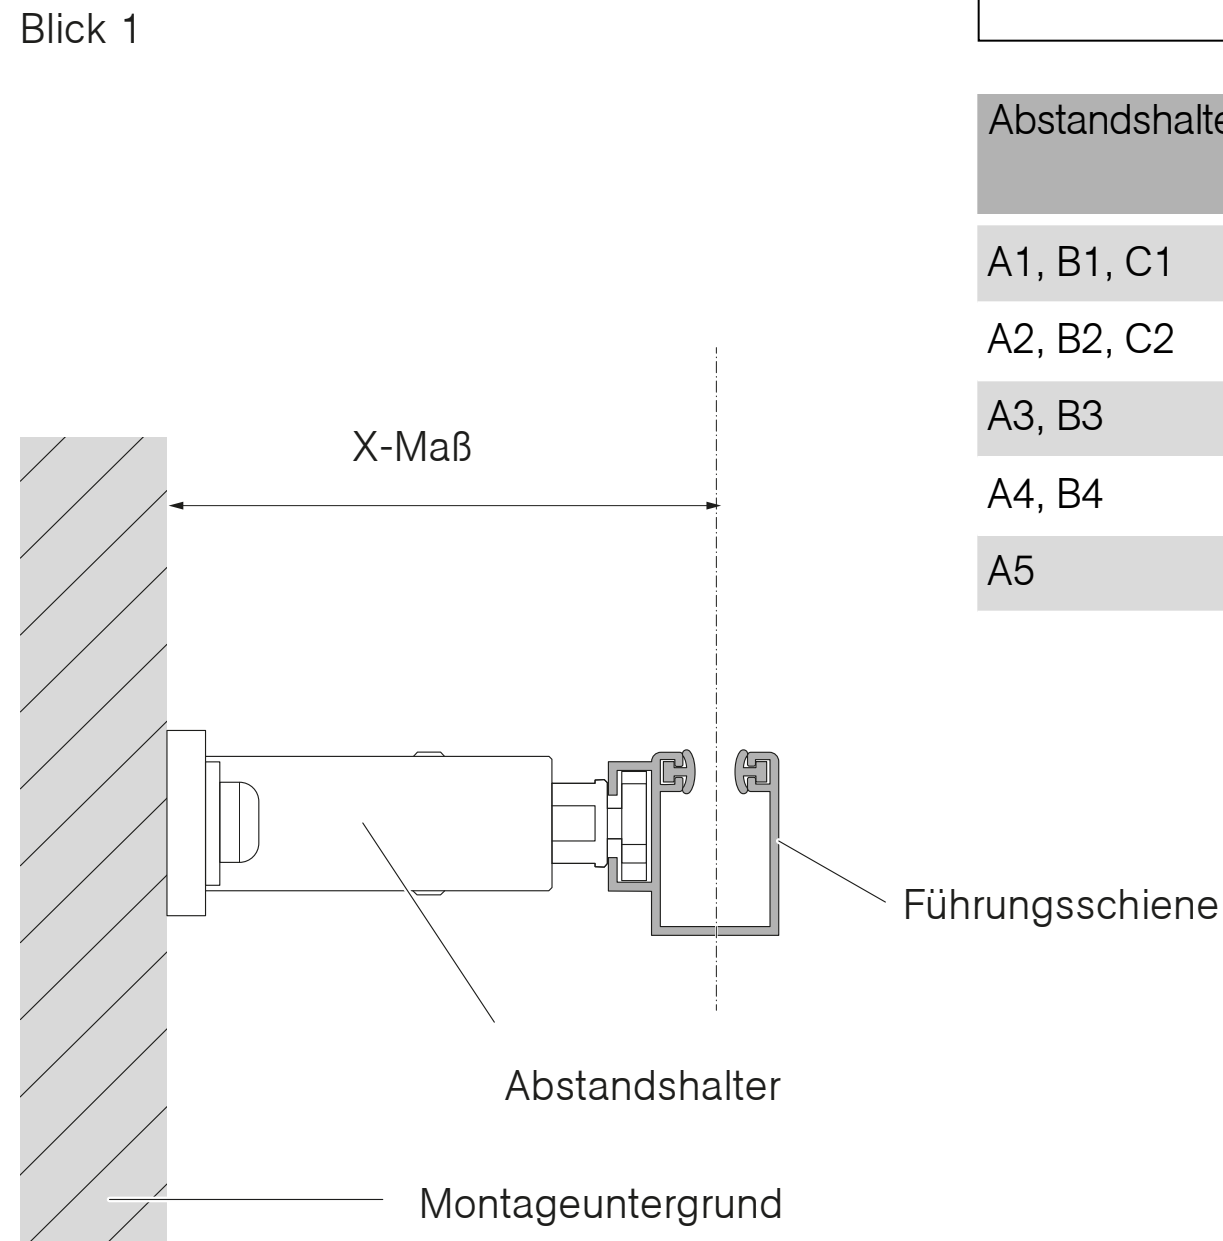 Blick 1
Abstandshalte
A1, B1, C1
A2, B2, C2
A3, B3
A4, B4
A5
X-Maß
Führungsschiene
Abstandshalter
Montageuntergrund